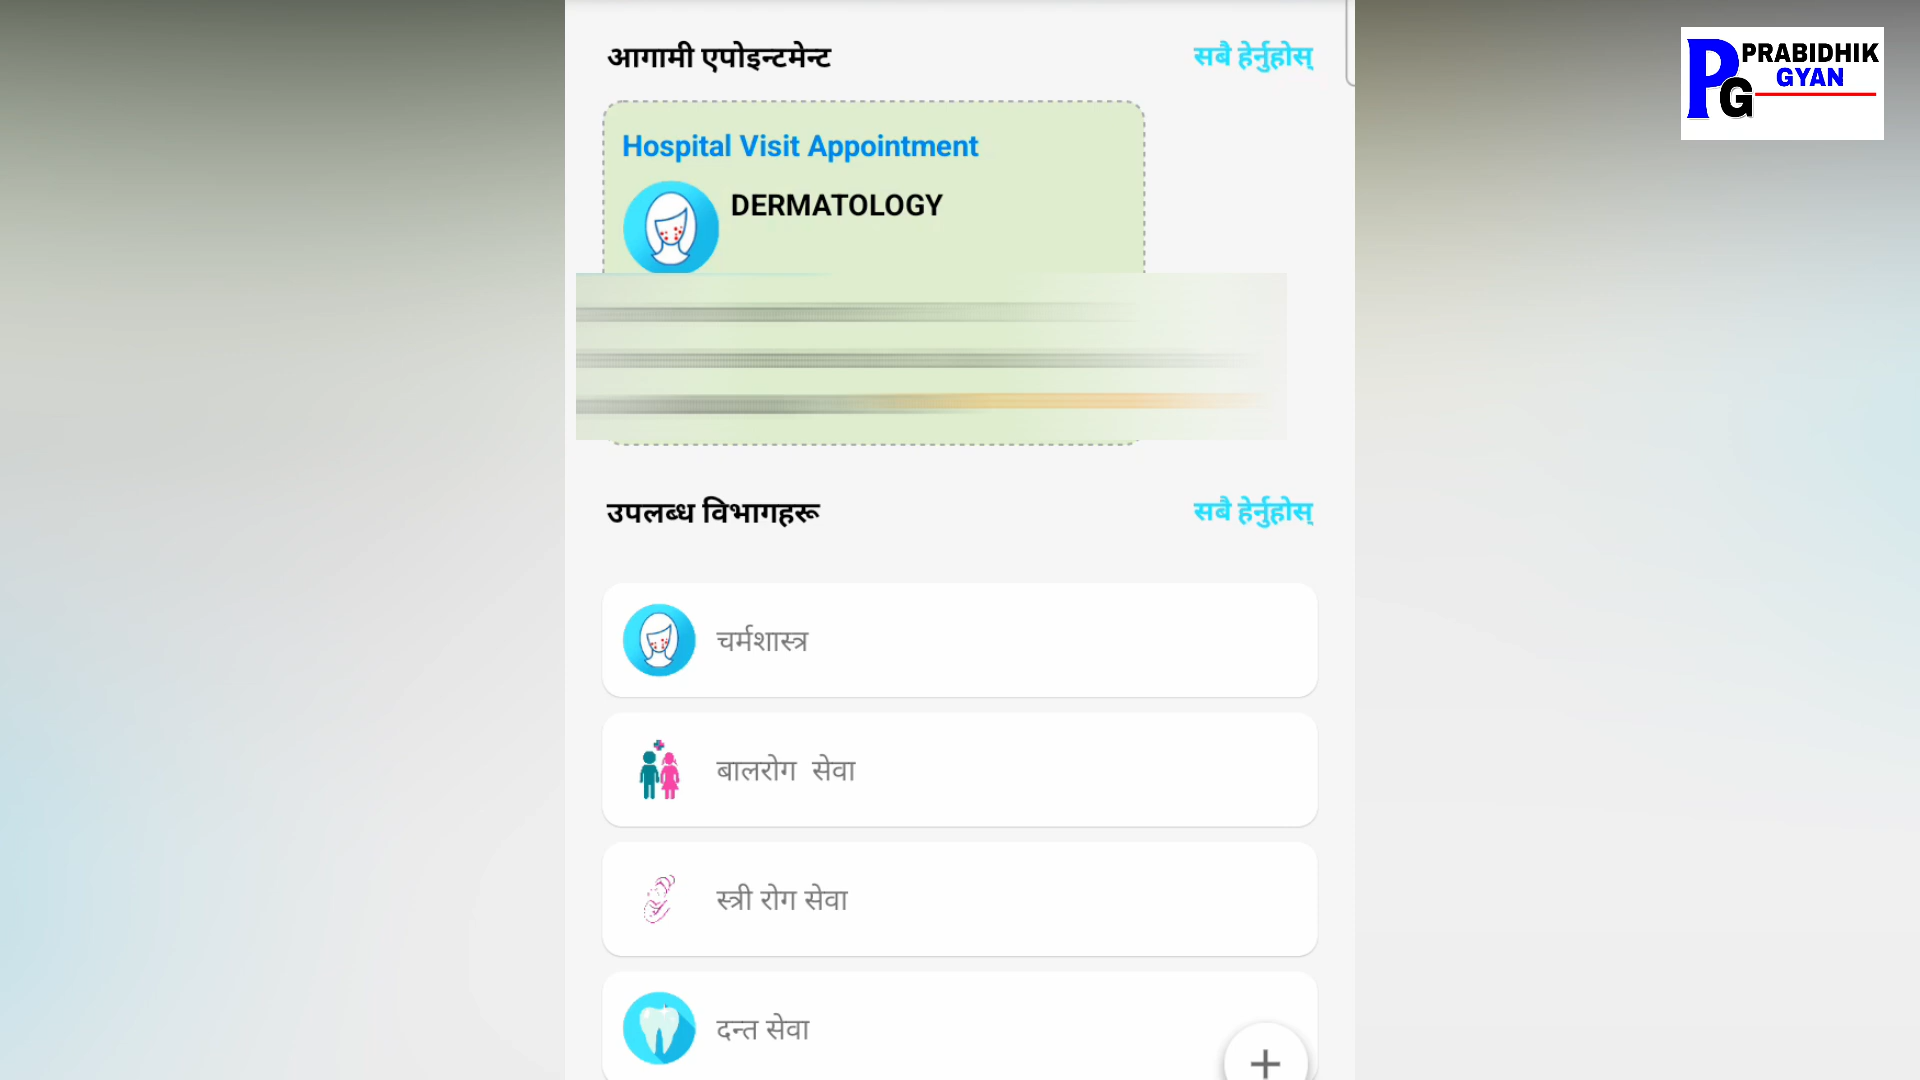 आगामी एपोइन्टमेन्ट
सबै हेर्नुहोस्
PRABIDHIK
GYAN
PG
Hospital Visit Appointment
DERMATOLOGY
उपलब्ध विभागहरू
सबै हेर्नुहोस्
चर्मशास्त्र
बालरोग सेवा
स्त्री रोग सेवा
दन्त सेवा